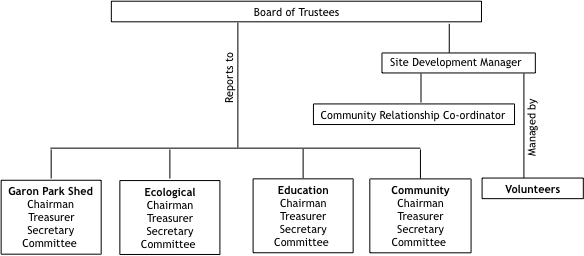 Board of Trustees
Reports to
Site Development Manager
Community Relationship Co-ordinator
Managed by
Garon Park Shed
Chairman
Treasurer
Secretary
Committee
Ecological
Chairman
Treasurer
Secretary
Committee
Education
Chairman
Treasurer
Secretary
Committee
Community
Chairman
Treasurer
Secretary
Committee
Volunteers